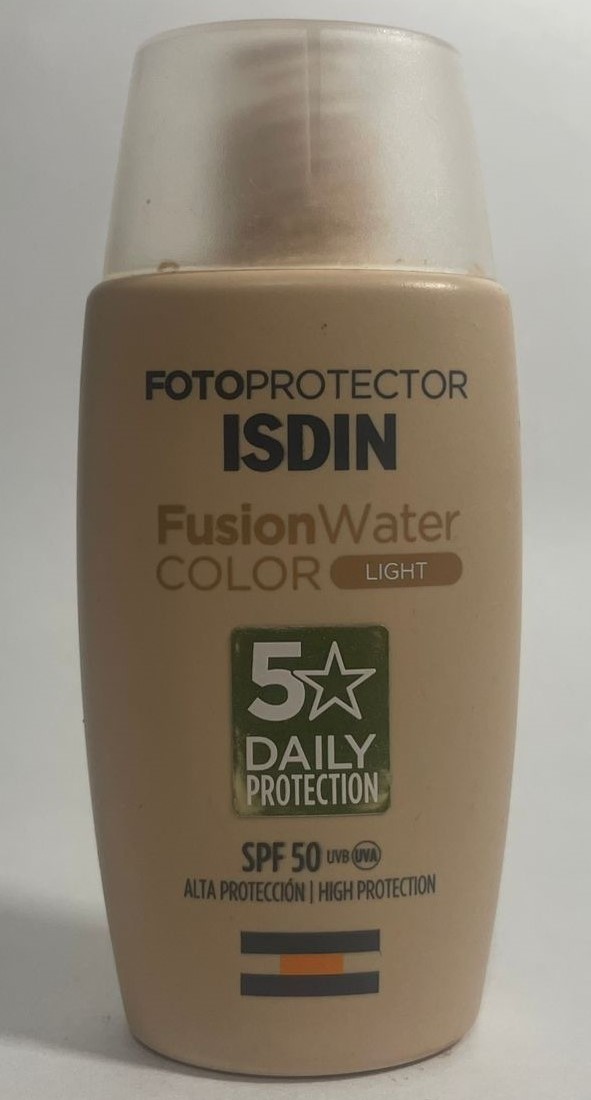 FOTOPROTECTOR
ISDIN
FusionWater
COLOR LIGHT
5☆
DAILY
PROTECTION
SPF 50 UVB UVA
ALTA PROTECCIÓN | HIGH PROTECTION